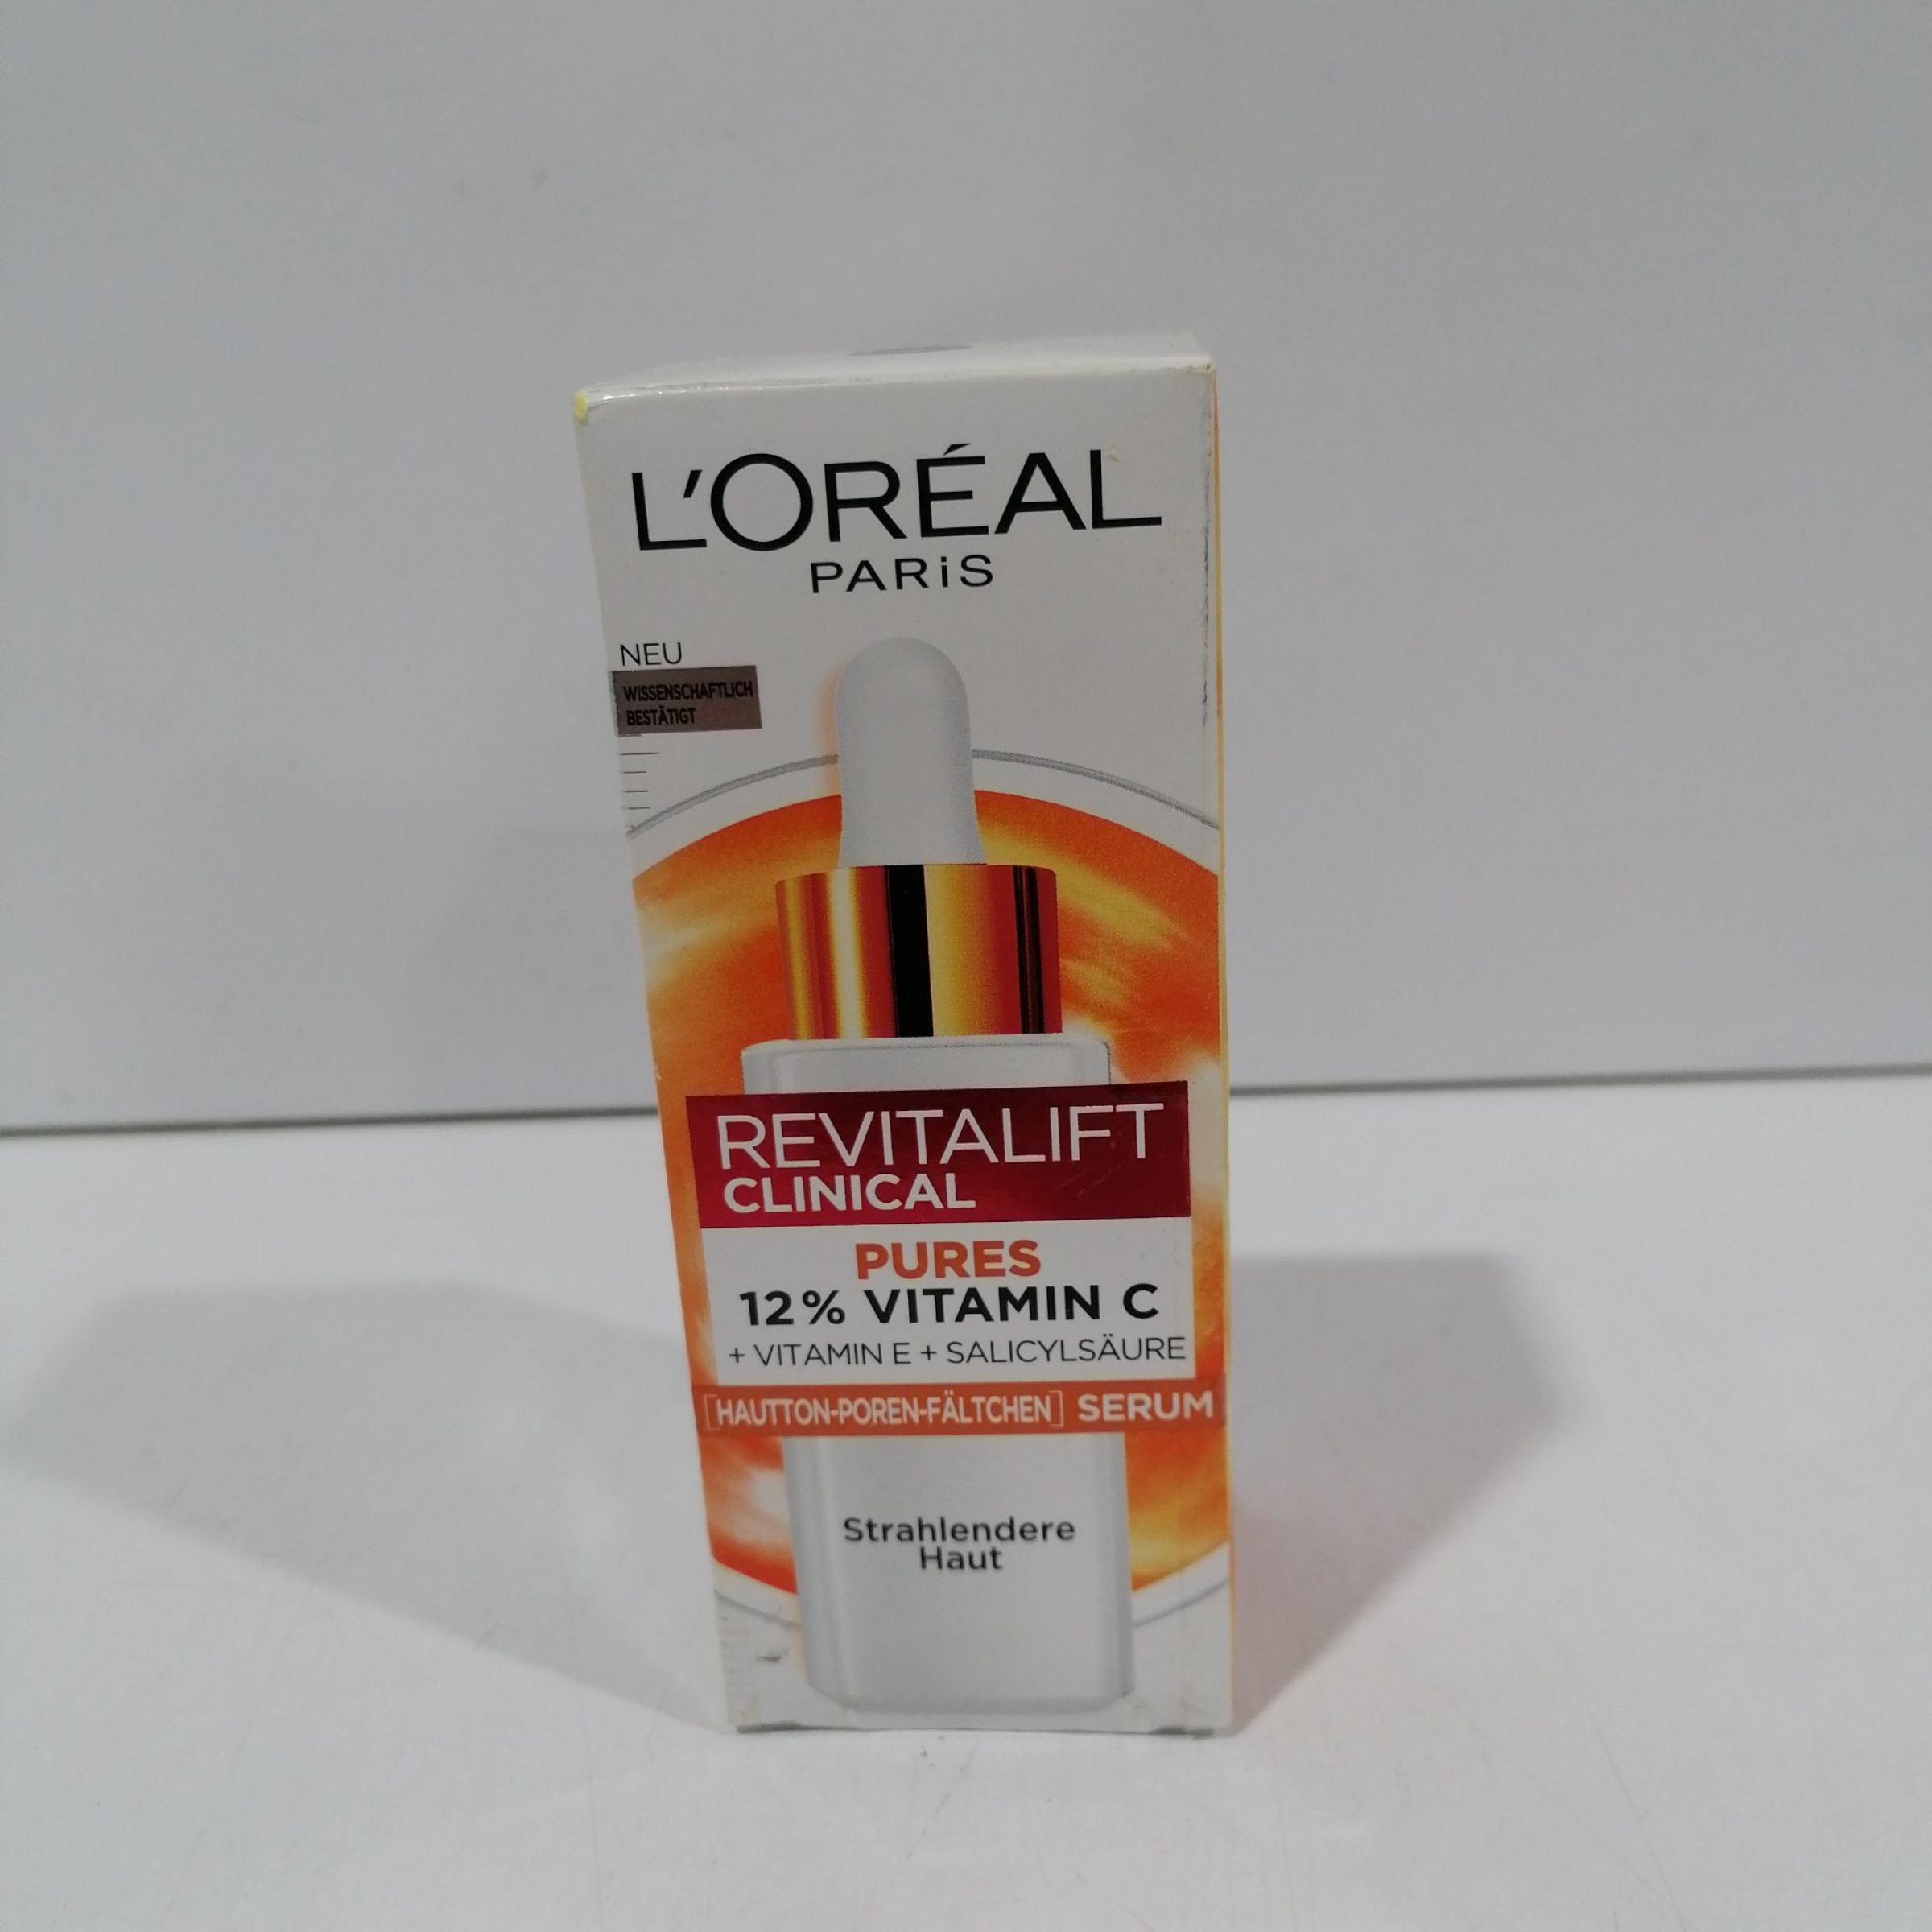 L'ORÉAL
PARiS
NEU
WISSENSCHAFTLICH
BESTÄTIGT
REVITALIFT
CLINICAL
PURES
12% VITAMIN C
+ VITAMIN E + SALICYLSÄURE
[HAUTTON-POREN-FÄLTCHEN] SERUM
Strahlendere
Haut